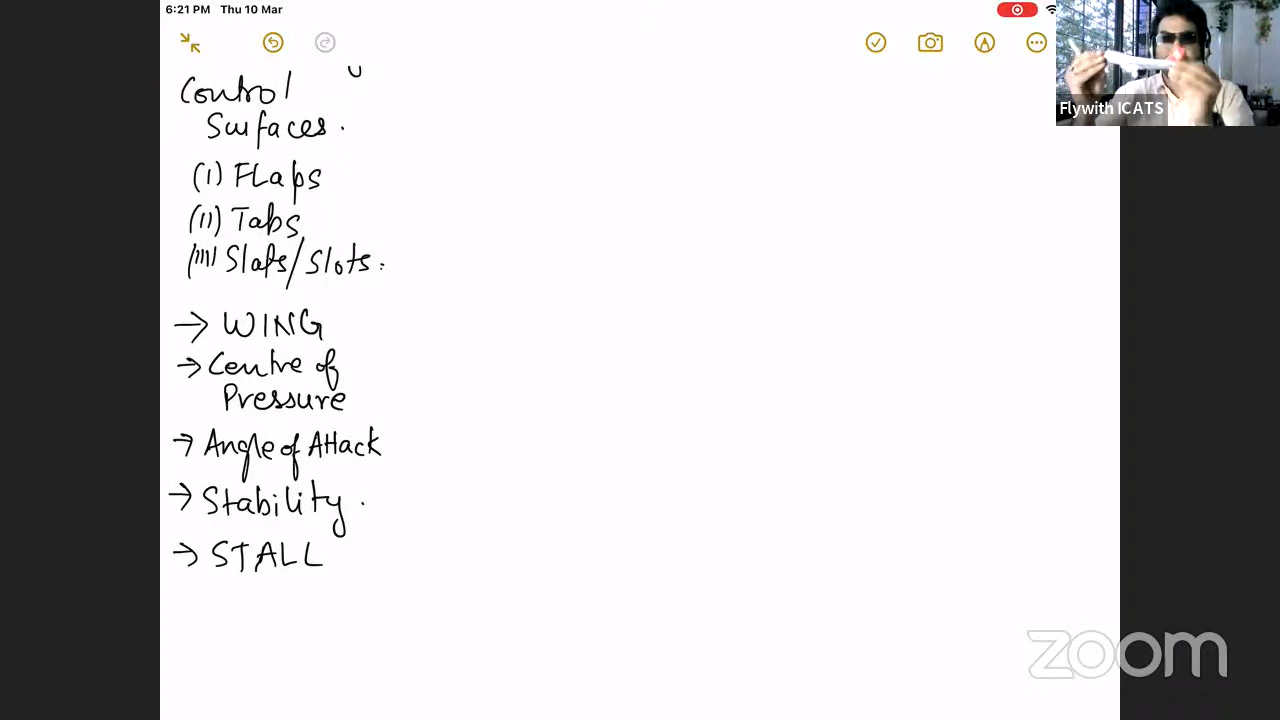 6:21 PM Thu 10 Mar
Flywith ICATS
Control
Surfaces.
(I) FLaps
(II) Tabs
(III) Slats/Slots.
→ WING
→ Centre of
Pressure
→ Angle of Attack
→ Stability.
→ STALL
zoom